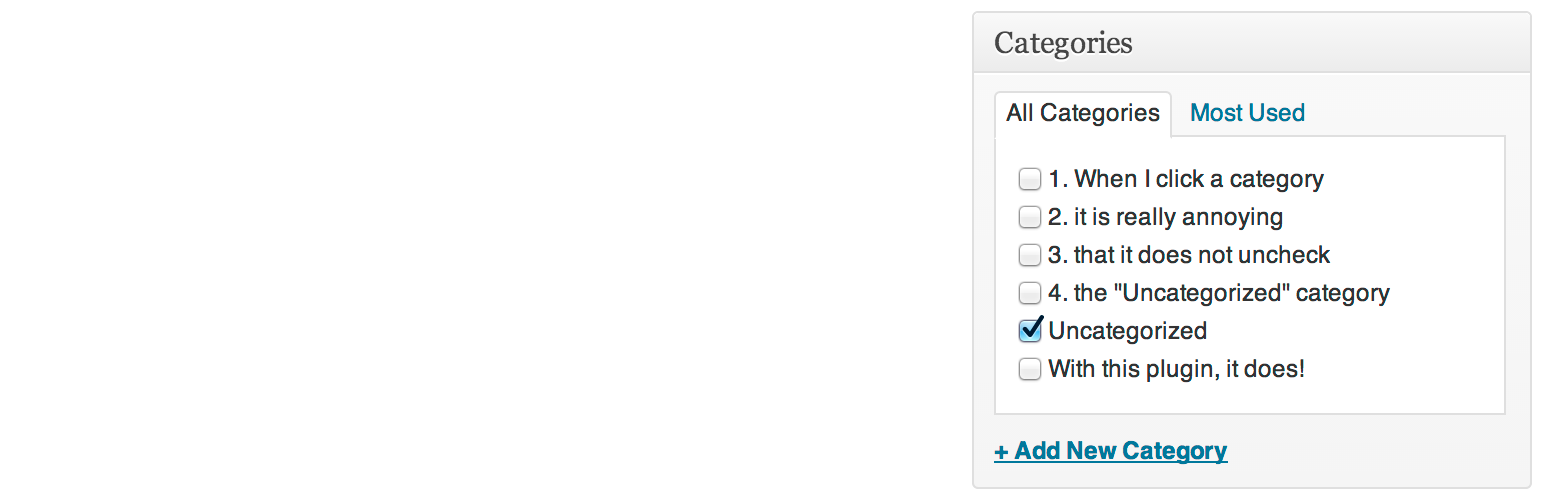 Categories
All Categories Most Used
1. When I click a category
2. it is really annoying
3. that it does not uncheck
4. the "Uncategorized" category
Uncategorized
With this plugin, it does!
+ Add New Category